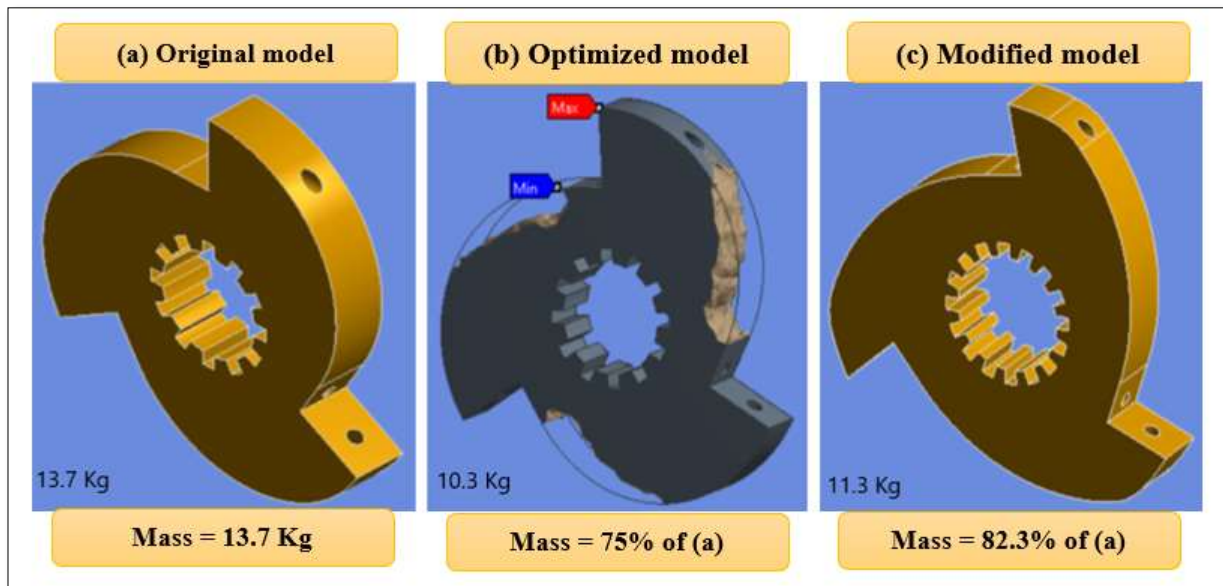 (a) Original model
(b) Optimized model
(c) Modified model
Max
Min
13.7 Kg
10.3 Kg
11.3 Kg
Mass = 13.7 Kg
Mass = 75% of (a)
Mass = 82.3% of (a)